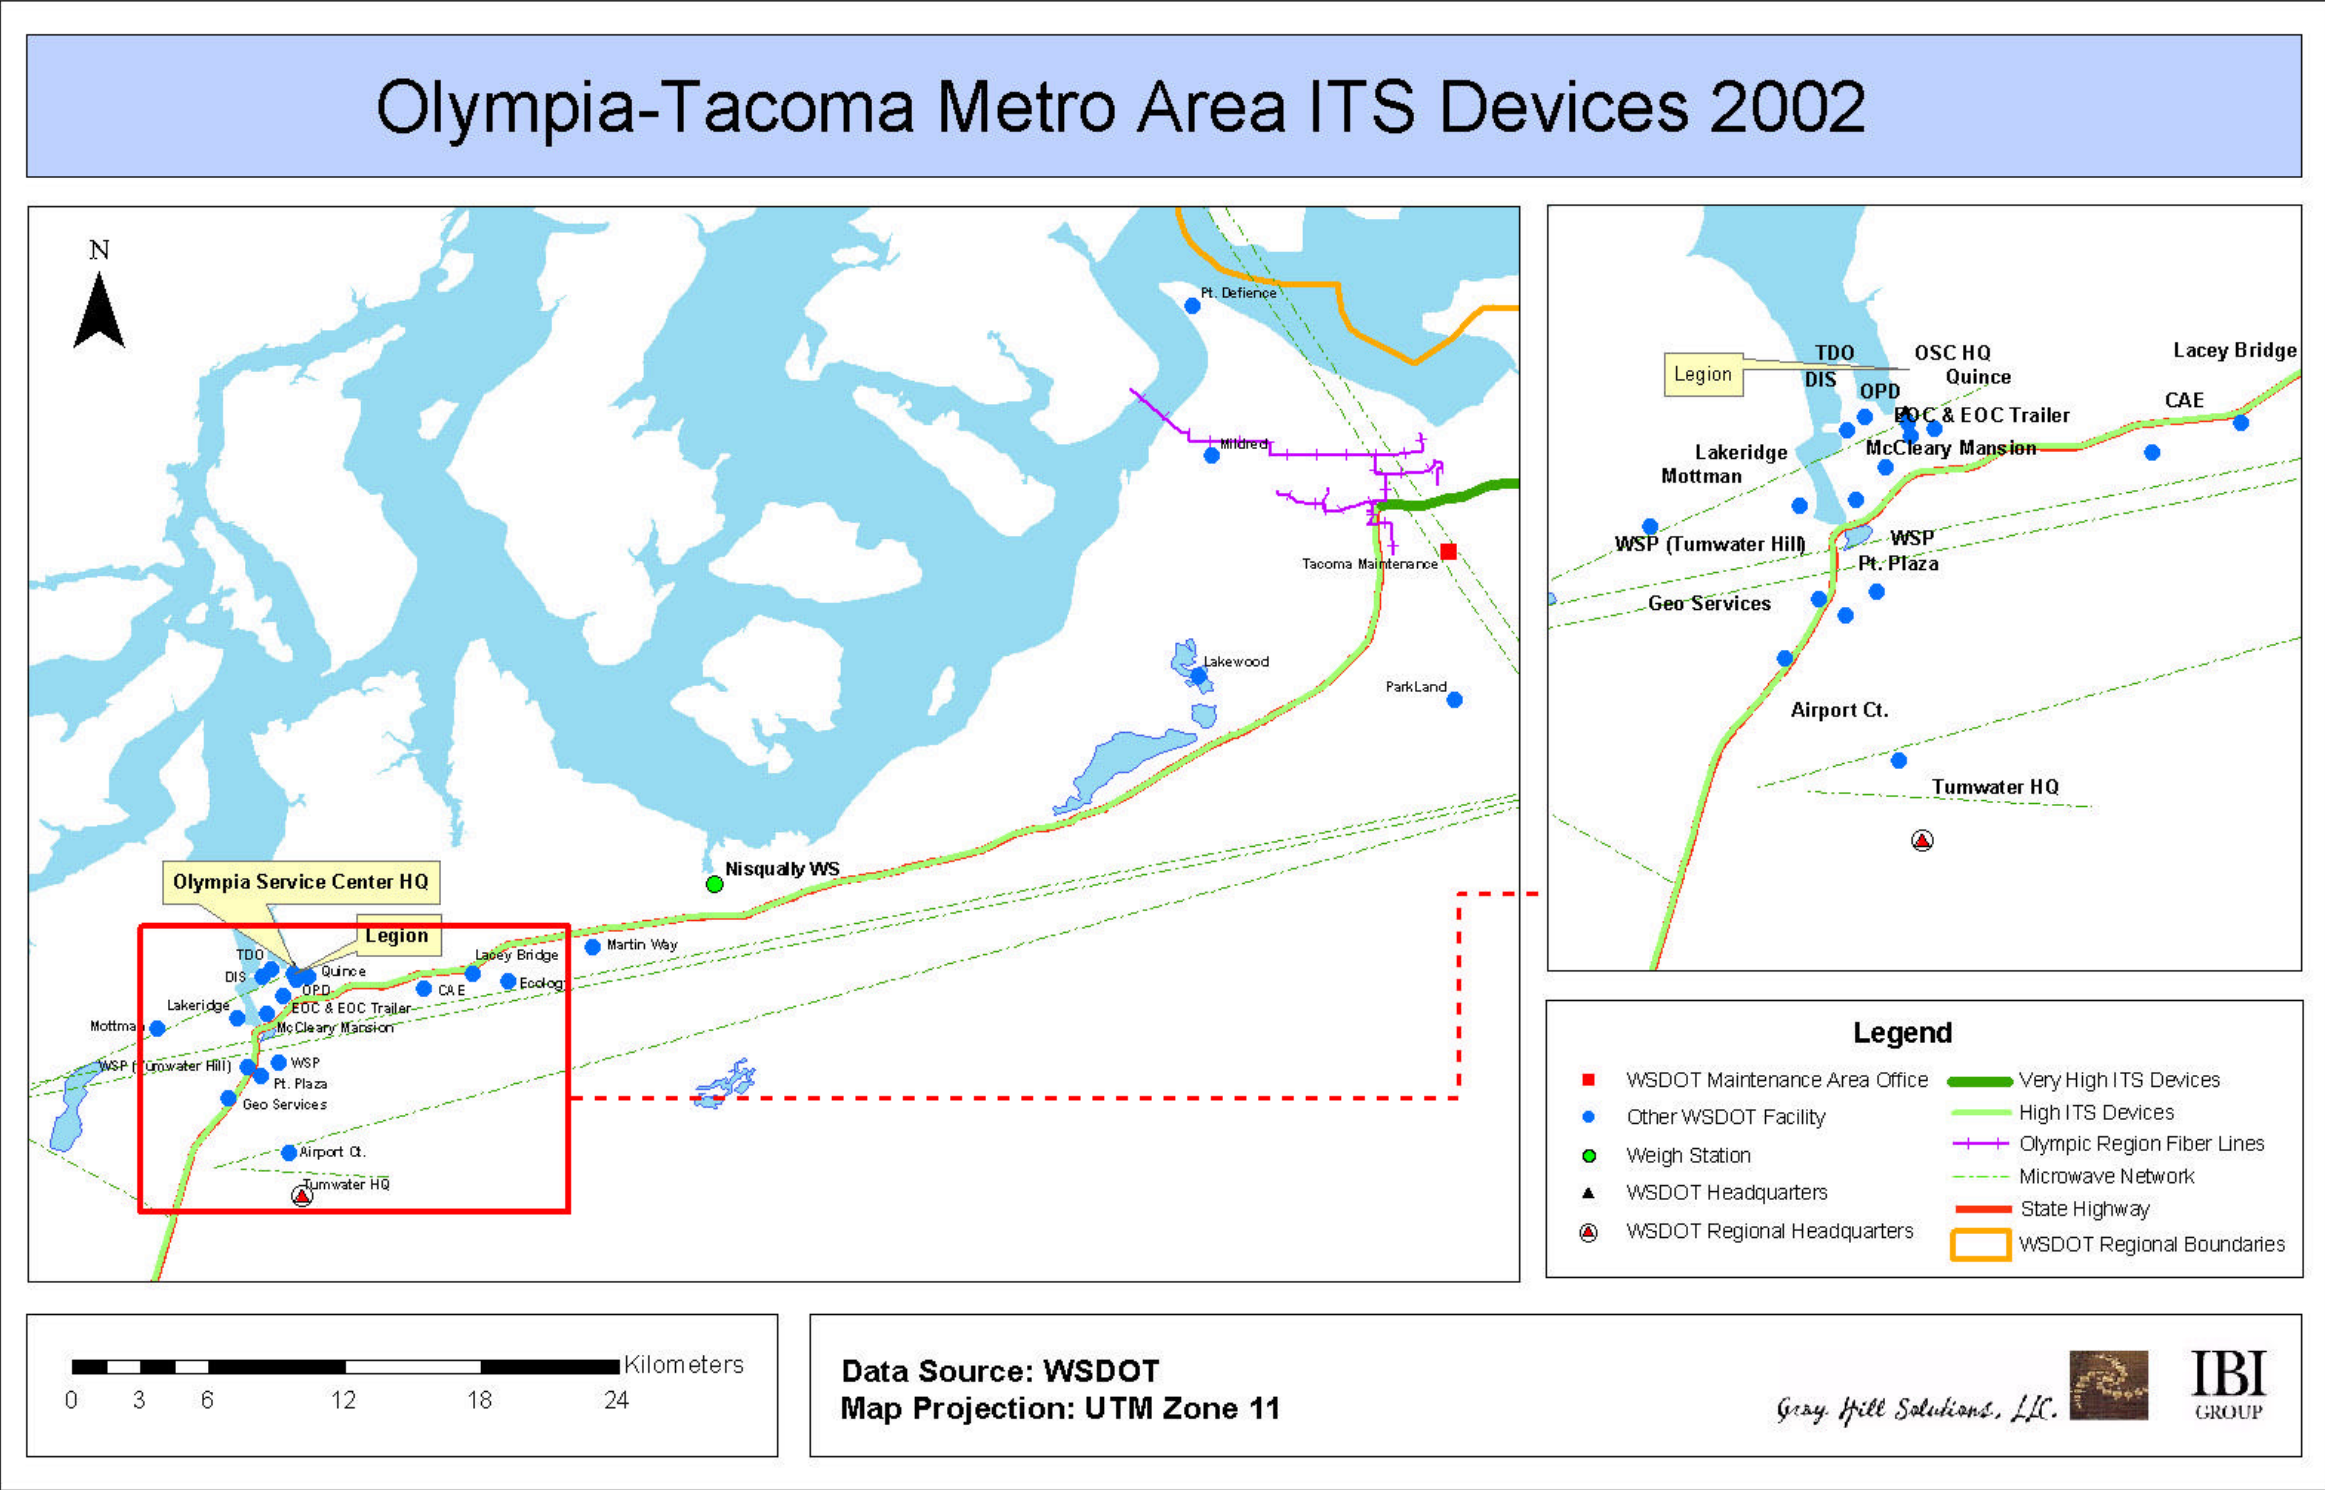 Olympia-Tacoma Metro Area ITS Devices 2002
N
Pt. Defience
Mildred
Tacoma Maintenance
Lakewood
ParkLand
Nisqually WS
Olympia Service Center HQ
Legion
TDO
DIS
Quince
OPD
Lacey Bridge
Martin Way
CAE
Ecology
Lakeridge
EOC & EOC Trailer
Mottman
McCleary Mansion
WSP (Tumwater Hill)
WSP
Pt. Plaza
Geo Services
Airport Ct.
Tumwater HQ
TDO
OSC HQ
Lacey Bridge
Legion
DIS
Quince
OPD
CAE
EOC & EOC Trailer
Lakeridge
McCleary Mansion
Mottman
WSP (Tumwater Hill)
WSP
Pt. Plaza
Geo Services
Airport Ct.
Tumwater HQ
Legend
WSDOT Maintenance Area Office
Other WSDOT Facility
Weigh Station
WSDOT Headquarters
WSDOT Regional Headquarters
Very High ITS Devices
High ITS Devices
Olympic Region Fiber Lines
Microwave Network
State Highway
WSDOT Regional Boundaries
Kilometers
0 3 6 12 18 24
Data Source: WSDOT
Map Projection: UTM Zone 11
Gray Hill Solutions, LLC.
IBI
GROUP